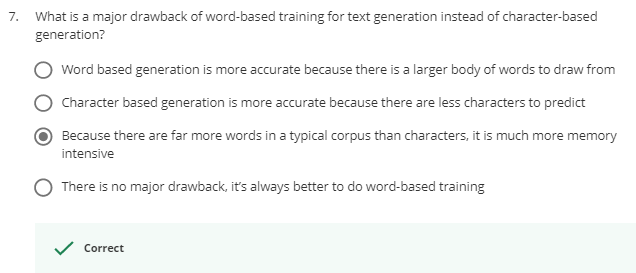 7. What is a major drawback of word-based training for text generation instead of character-based
generation?
Word based generation is more accurate because there is a larger body of words to draw from
Character based generation is more accurate because there are less characters to predict
Because there are far more words in a typical corpus than characters, it is much more memory
intensive
There is no major drawback, it's always better to do word-based training
Correct